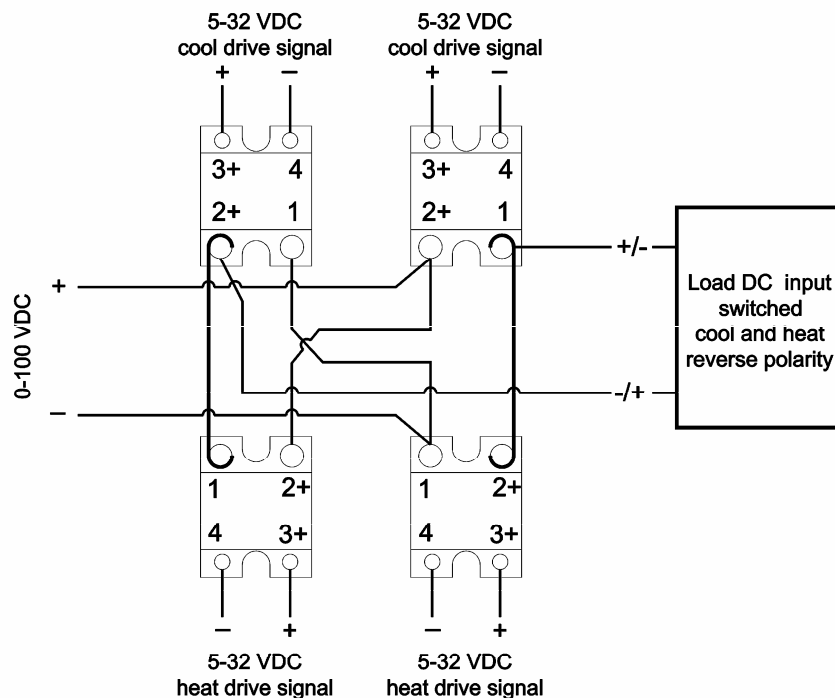 5-32 VDC
cool drive signal
+ −
5-32 VDC
cool drive signal
+ −
3+ 4
2+ 1
3+ 4
2+ 1
+/-
Load DC input
switched
cool and heat
reverse polarity
-/+
0-100 VDC
+
−
1 2+
4 3+
1 2+
4 3+
− +
5-32 VDC
heat drive signal
− +
5-32 VDC
heat drive signal